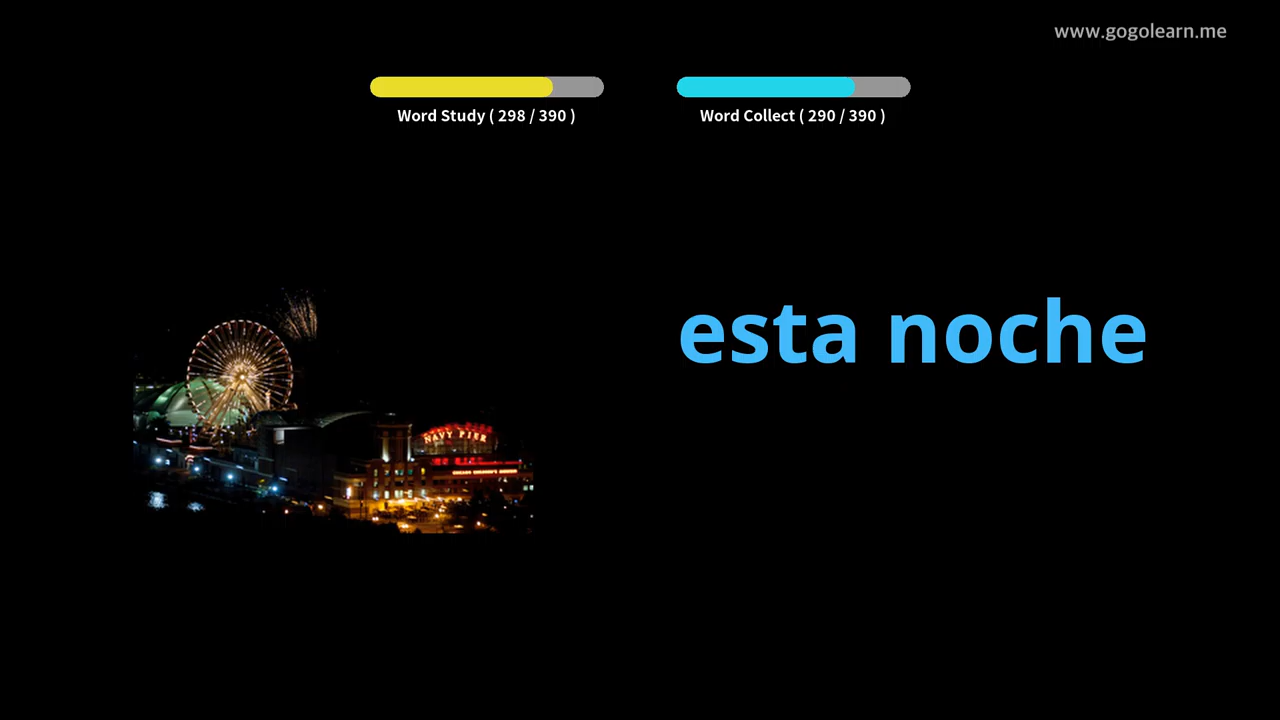 www.gogolearn.me
Word Study ( 298 / 390 )
Word Collect ( 290 / 390 )
esta noche
NAVY PIER